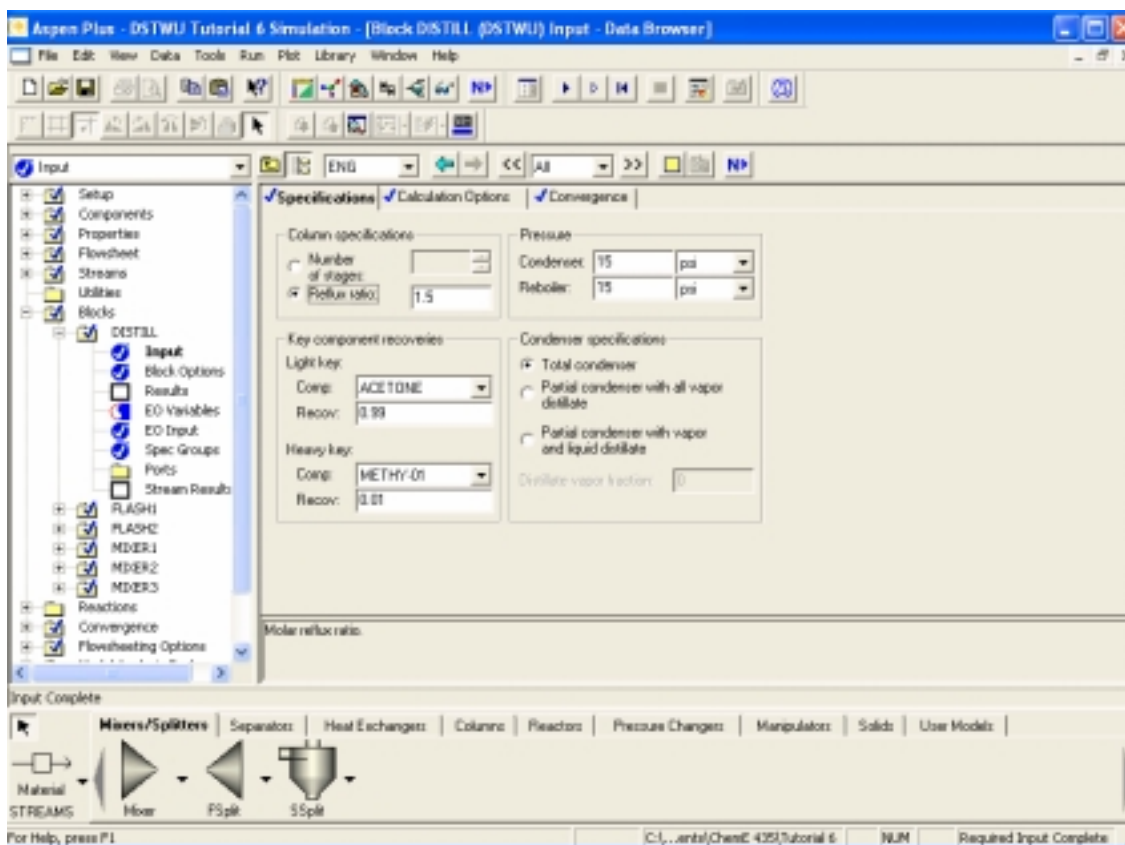 Aspen Plus - DSTWU Tutorial 6 Simulation - [Block DISTILL (DSTWU) Input - Data Browser]
File Edit View Data Tools Run Plot Library Window Help
N>
Input ENG << All >> N>
Setup
Components
Properties
Flowsheet
Streams
Utilities
Blocks
DISTILL
Input
Block Options
Results
EO Variables
EO Input
Spec Groups
Ports
Stream Results
FLASH1
FLASH2
MIXER1
MIXER2
MIXER3
Reactions
Convergence
Flowsheeting Options
Specifications Calculation Options Convergence
Column specifications
Number of stages:
Reflux ratio: 1.5
Pressure
Condenser: 15 psi
Reboiler: 15 psi
Key component recoveries
Light key:
Comp: ACETONE
Recov: 0.99
Heavy key:
Comp: METHY-01
Recov: 0.01
Condenser specifications
Total condenser
Partial condenser with all vapor
distillate
Partial condenser with vapor
and liquid distillate
Distillate vapor fraction: 0
Molar reflux ratio.
Input Complete
Mixers/Splitters Separators Heat Exchangers Columns Reactors Pressure Changers Manipulators Solids User Models
Material
STREAMS Mixer FSplit SSplit
For Help, press F1 C:\...ents\ChemE 435\Tutorial 6 NUM Required Input Complete